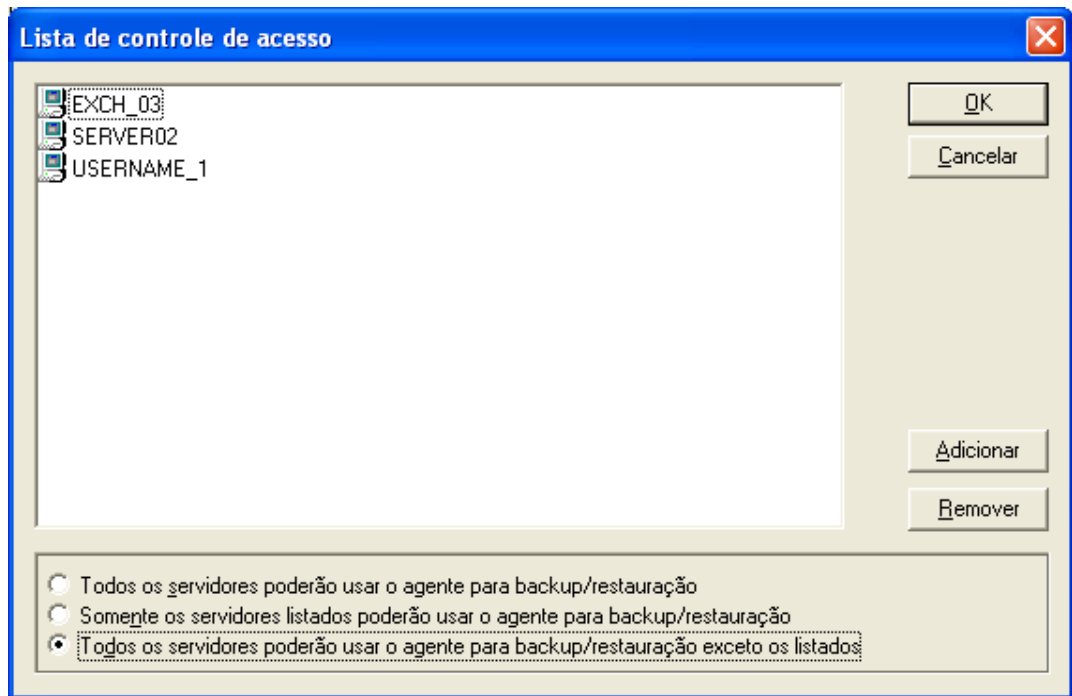 Lista de controle de acesso
EXCH_03
SERVER02
USERNAME_1
OK
Cancelar
Adicionar
Remover
Todos os servidores poderão usar o agente para backup/restauração
Somente os servidores listados poderão usar o agente para backup/restauração
Todos os servidores poderão usar o agente para backup/restauração exceto os listados